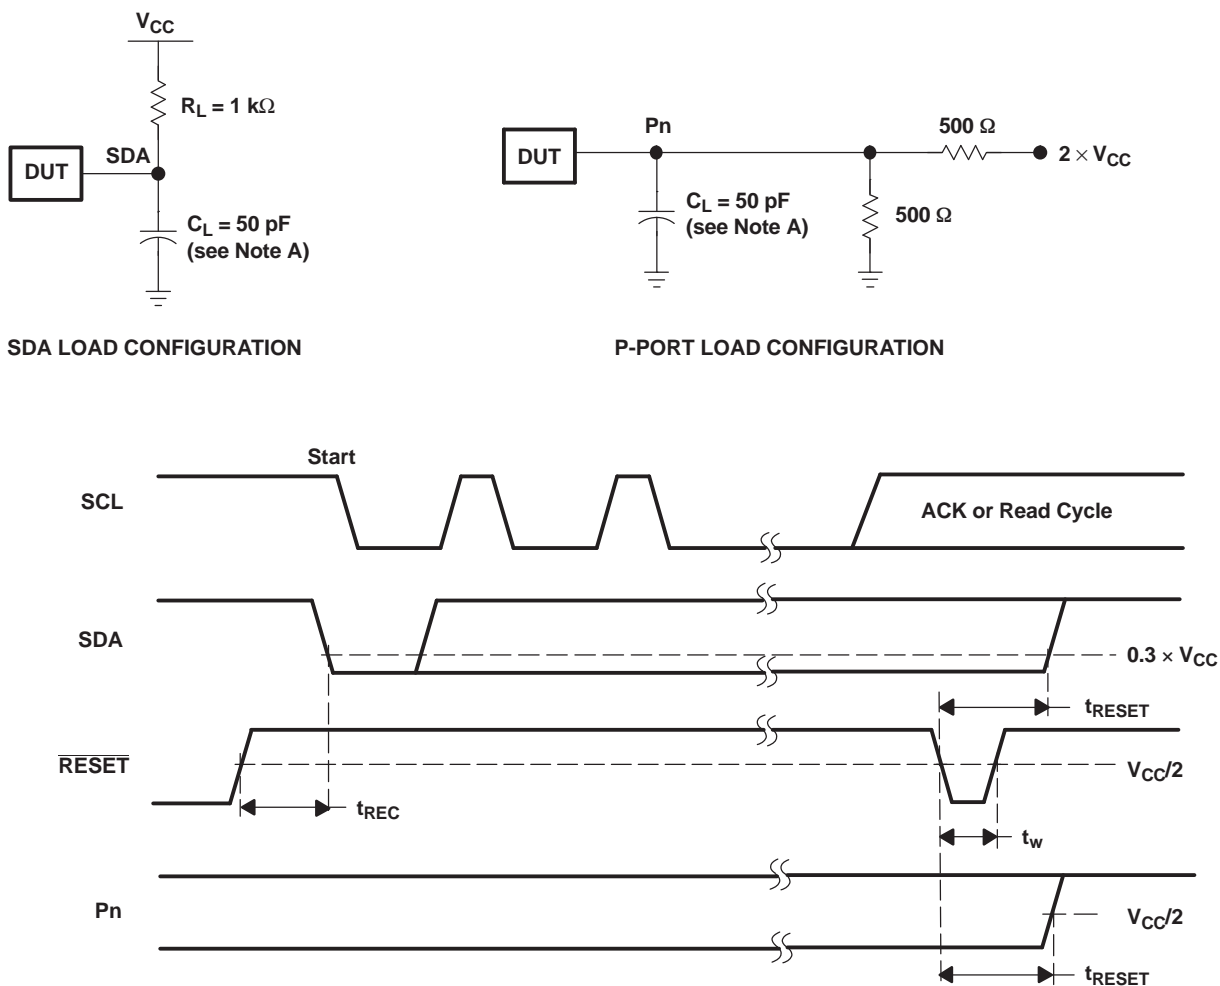 VCC
RL = 1 kΩ
SDA
DUT
CL = 50 pF
(see Note A)
SDA LOAD CONFIGURATION
Pn
500 Ω
DUT
2 × VCC
CL = 50 pF
(see Note A)
500 Ω
P-PORT LOAD CONFIGURATION
Start
SCL
ACK or Read Cycle
SDA
0.3 × VCC
tRESET
RESET
VCC/2
tREC
tw
Pn
VCC/2
tRESET